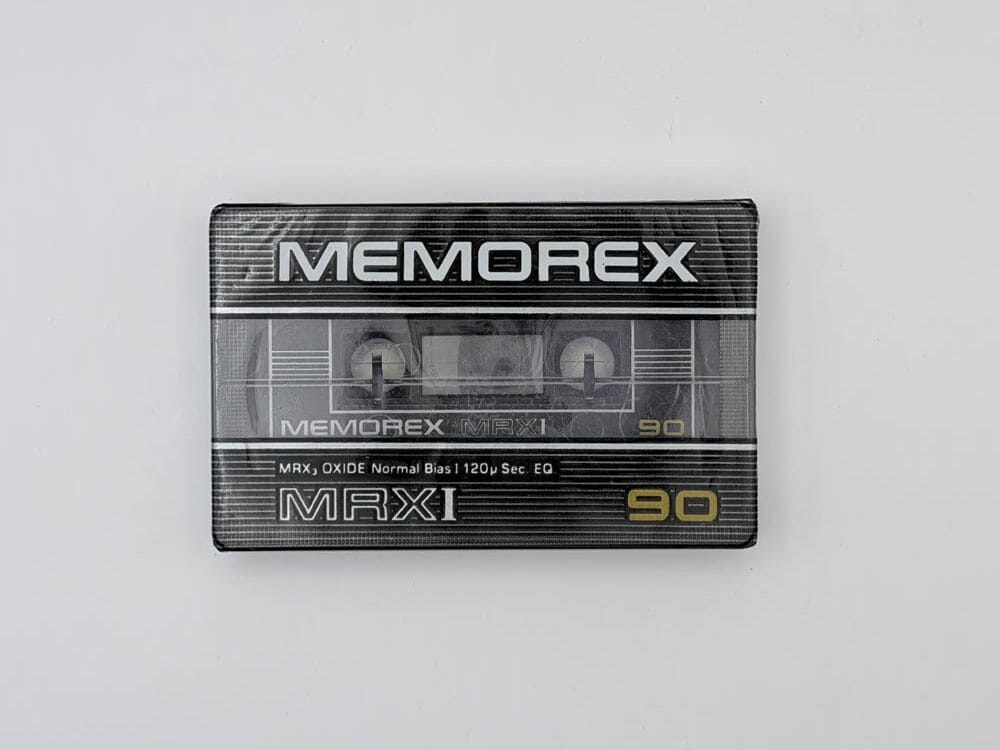 MEMOREX
MEMOREX MRXI 90
MRX₃ OXIDE Normal Bias I 120µ Sec. EQ.
MRXI 90